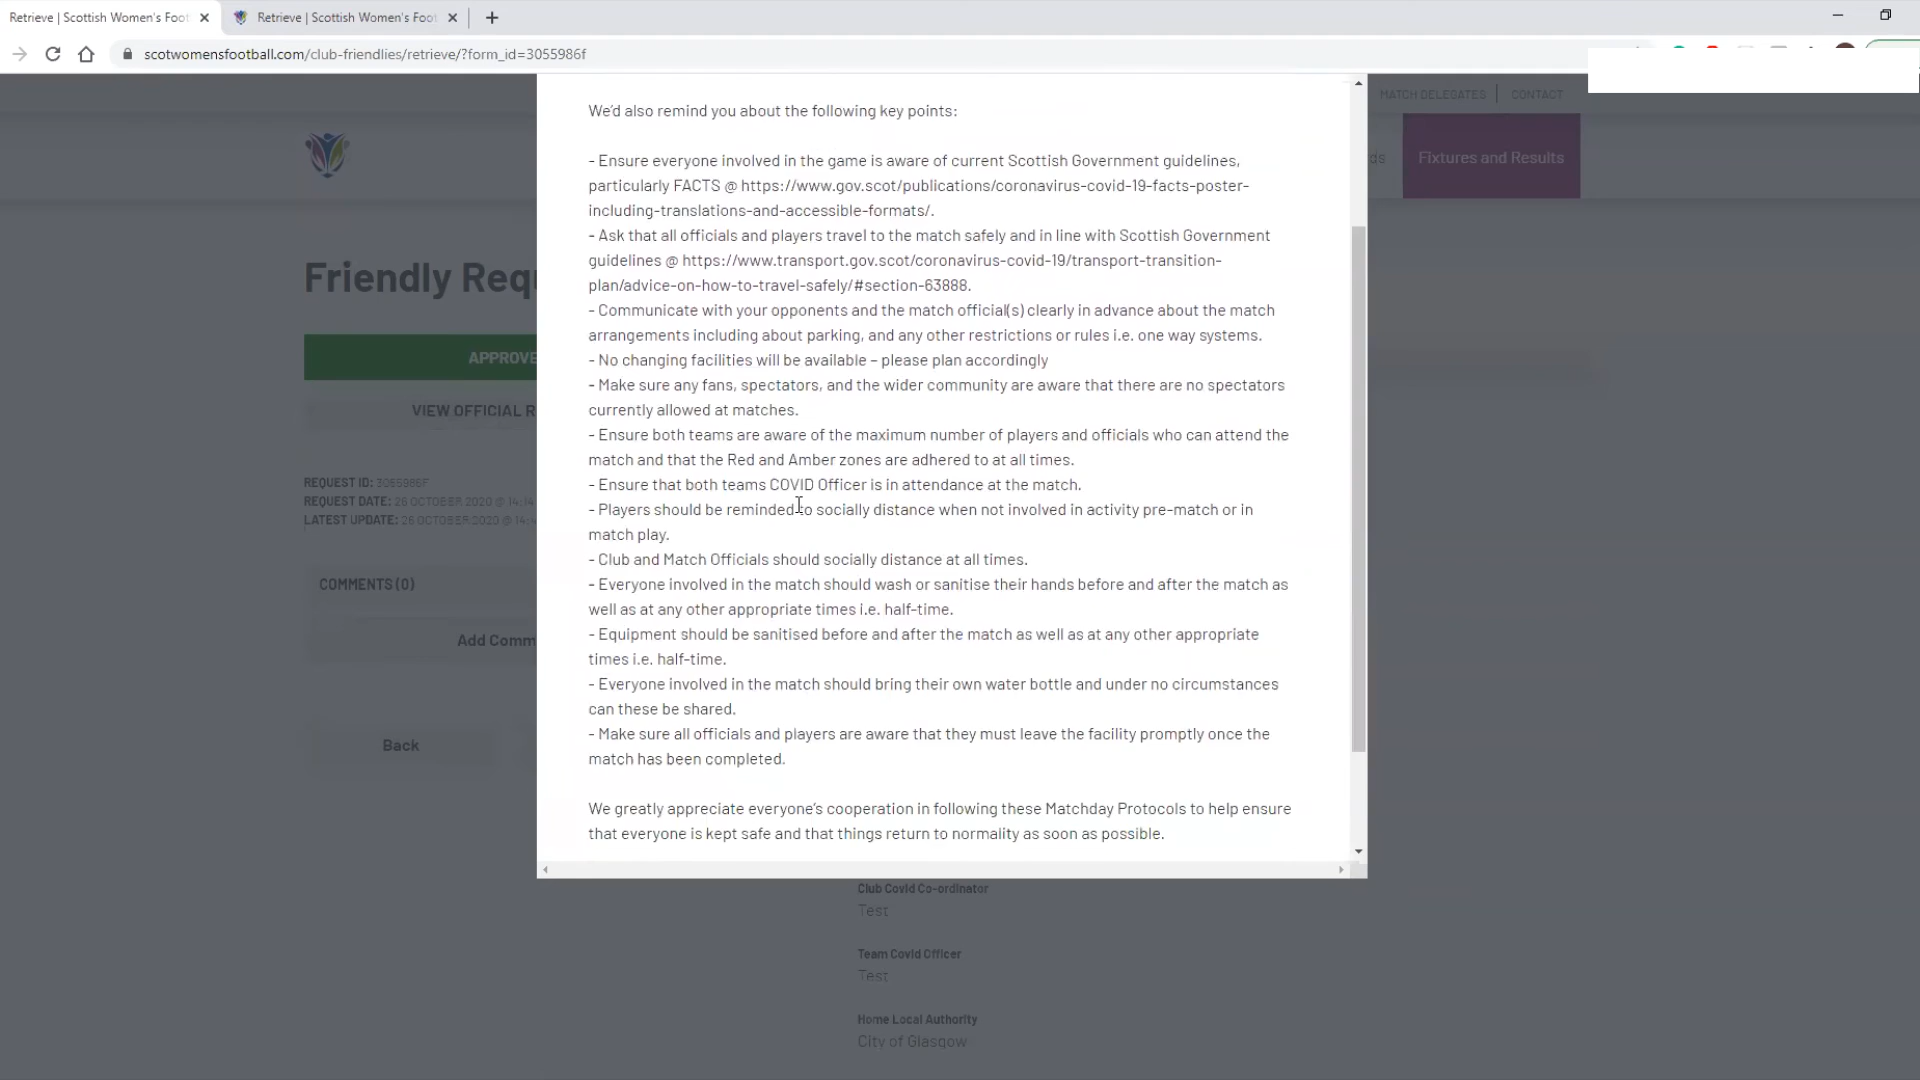 Retrieve | Scottish Women's Foot
Retrieve | Scottish Women's Foot
scotwomensfootball.com/club-friendlies/retrieve/?form_id=3055986f
MATCH DELEGATES
CONTACT
ds
Fixtures and Results
We'd also remind you about the following key points:
- Ensure everyone involved in the game is aware of current Scottish Government guidelines,
particularly FACTS @ https://www.gov.scot/publications/coronavirus-covid-19-facts-poster-
including-translations-and-accessible-formats/.
- Ask that all officials and players travel to the match safely and in line with Scottish Government
guidelines @ https://www.transport.gov.scot/coronavirus-covid-19/transport-transition-
plan/advice-on-how-to-travel-safely/#section-63888.
- Communicate with your opponents and the match official(s) clearly in advance about the match
arrangements including about parking, and any other restrictions or rules i.e. one way systems.
- No changing facilities will be available – please plan accordingly
- Make sure any fans, spectators, and the wider community are aware that there are no spectators
currently allowed at matches.
- Ensure both teams are aware of the maximum number of players and officials who can attend the
match and that the Red and Amber zones are adhered to at all times.
- Ensure that both teams COVID Officer is in attendance at the match.
- Players should be reminded to socially distance when not involved in activity pre-match or in
match play.
- Club and Match Officials should socially distance at all times.
- Everyone involved in the match should wash or sanitise their hands before and after the match as
well as at any other appropriate times i.e. half-time.
- Equipment should be sanitised before and after the match as well as at any other appropriate
times i.e. half-time.
- Everyone involved in the match should bring their own water bottle and under no circumstances
can these be shared.
- Make sure all officials and players are aware that they must leave the facility promptly once the
match has been completed.
We greatly appreciate everyone's cooperation in following these Matchday Protocols to help ensure
that everyone is kept safe and that things return to normality as soon as possible.
Friendly Requ
APPROVE
VIEW OFFICIAL R
REQUEST ID: 3055986F
REQUEST DATE: 26 OCTOBER 2020 @ 14:14
LATEST UPDATE: 26 OCTOBER 2020 @ 14:
COMMENTS (0)
Add Comm
Back
Club Covid Co-ordinator
Test
Team Covid Officer
Test
Home Local Authority
City of Glasgow